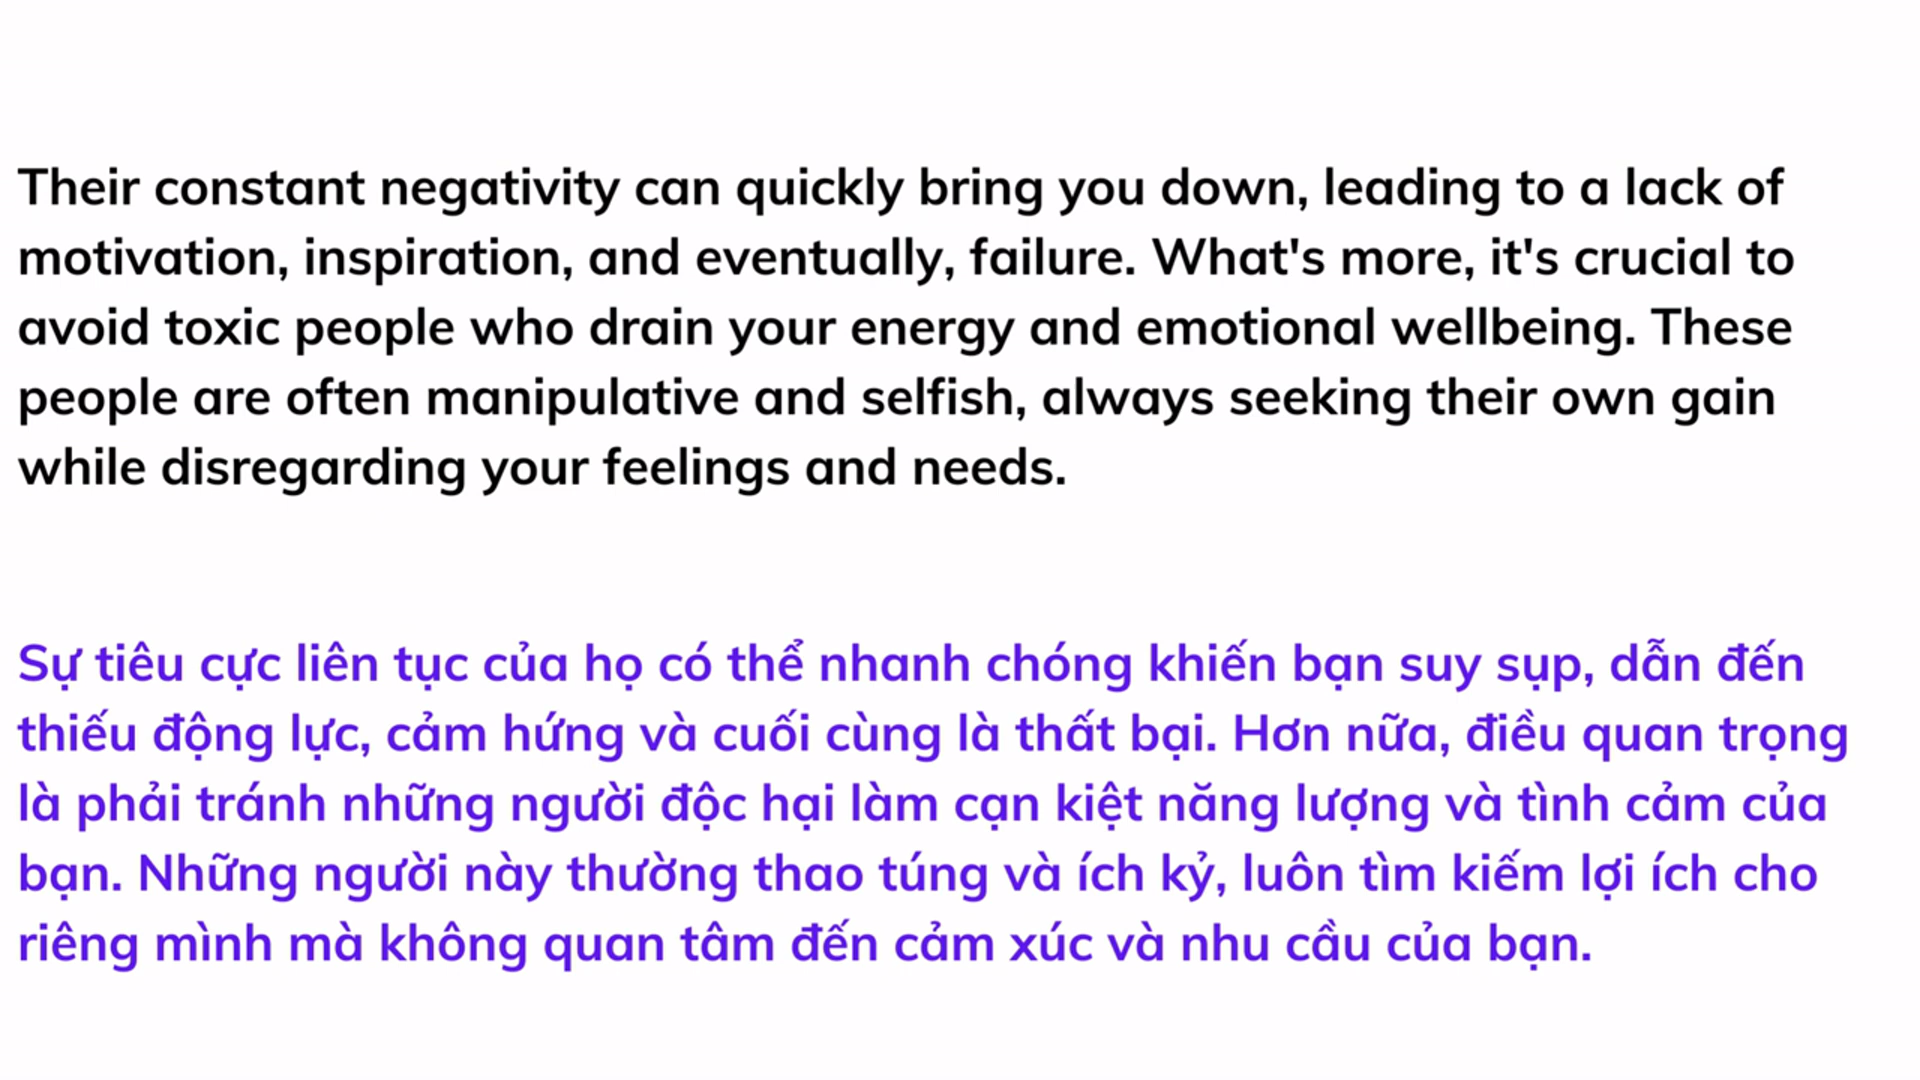 Their constant negativity can quickly bring you down, leading to a lack of
motivation, inspiration, and eventually, failure. What's more, it's crucial to
avoid toxic people who drain your energy and emotional wellbeing. These
people are often manipulative and selfish, always seeking their own gain
while disregarding your feelings and needs.
Sự tiêu cực liên tục của họ có thể nhanh chóng khiến bạn suy sụp, dẫn đến
thiếu động lực, cảm hứng và cuối cùng là thất bại. Hơn nữa, điều quan trọng
là phải tránh những người độc hại làm cạn kiệt năng lượng và tình cảm của
bạn. Những người này thường thao túng và ích kỷ, luôn tìm kiếm lợi ích cho
riêng mình mà không quan tâm đến cảm xúc và nhu cầu của bạn.